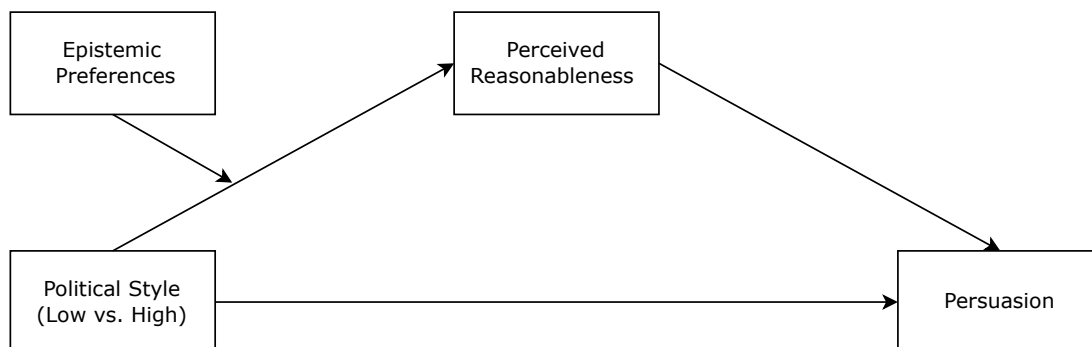 Epistemic
Preferences
Perceived
Reasonableness
Political Style
(Low vs. High)
Persuasion